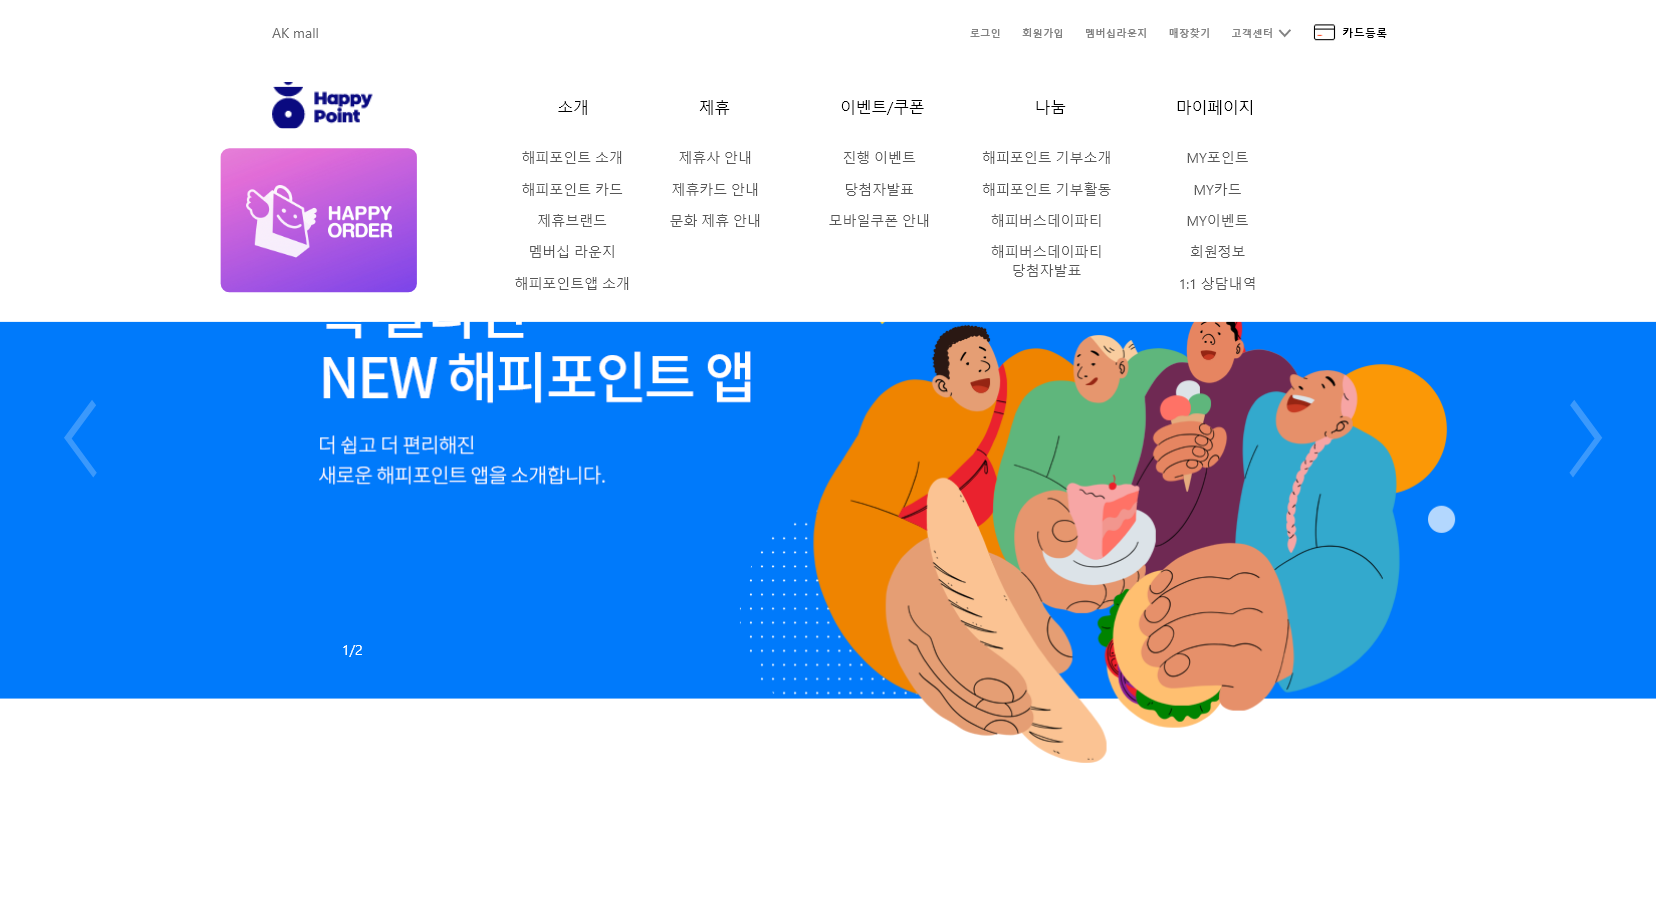 AK mall
로그인
회원가입
멤버십라운지
매장찾기
고객센터
카드등록
Happy
Point
소개
제휴
이벤트/쿠폰
나눔
마이페이지
HAPPY
ORDER
해피포인트 소개
해피포인트 카드
제휴브랜드
멤버십 라운지
해피포인트앱 소개
제휴사 안내
제휴카드 안내
문화 제휴 안내
진행 이벤트
당첨자발표
모바일쿠폰 안내
해피포인트 기부소개
해피포인트 기부활동
해피버스데이파티
해피버스데이파티
당첨자발표
MY포인트
MY카드
MY이벤트
회원정보
1:1 상담내역
NEW 해피포인트 앱
더 쉽고 더 편리해진
새로운 해피포인트 앱을 소개합니다.
1/2